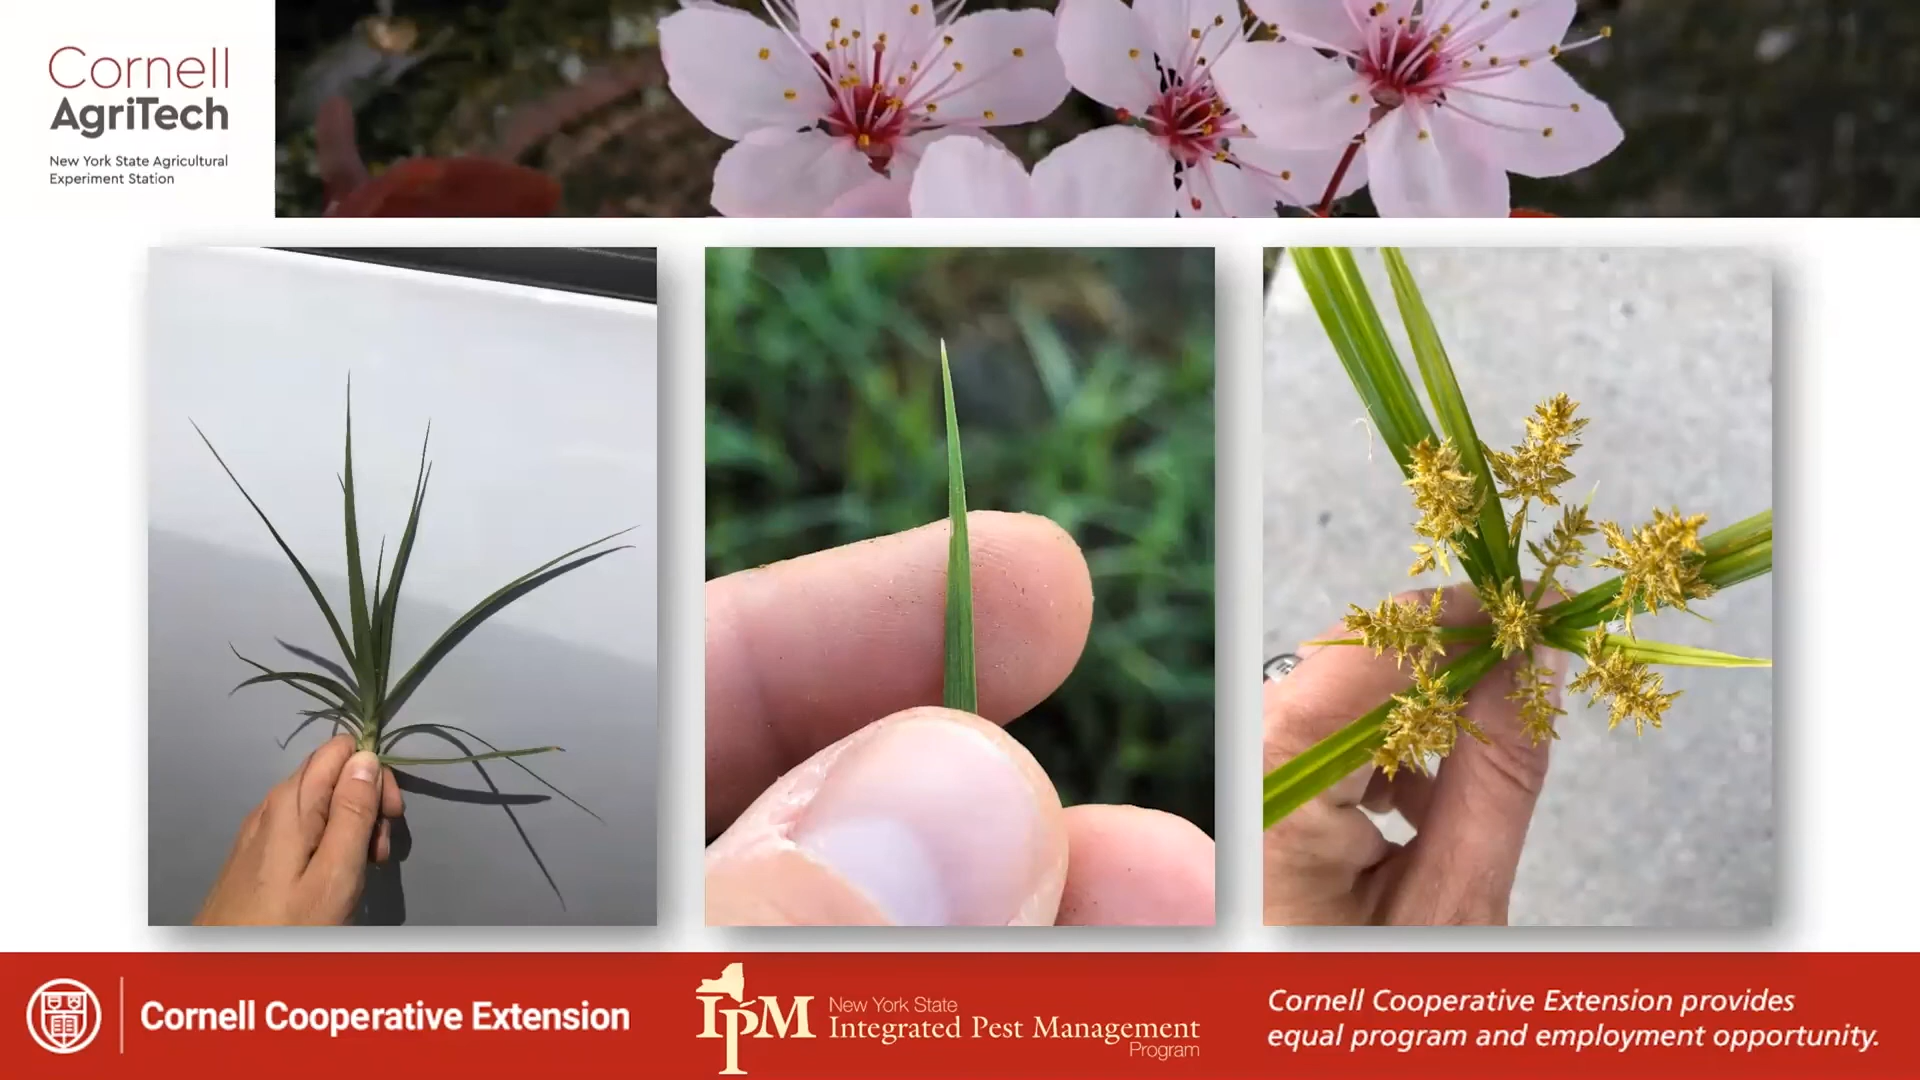 Cornell
AgriTech
New York State Agricultural
Experiment Station
Cornell Cooperative Extension
IPM
New York State
Integrated Pest Management
Program
Cornell Cooperative Extension provides
equal program and employment opportunity.